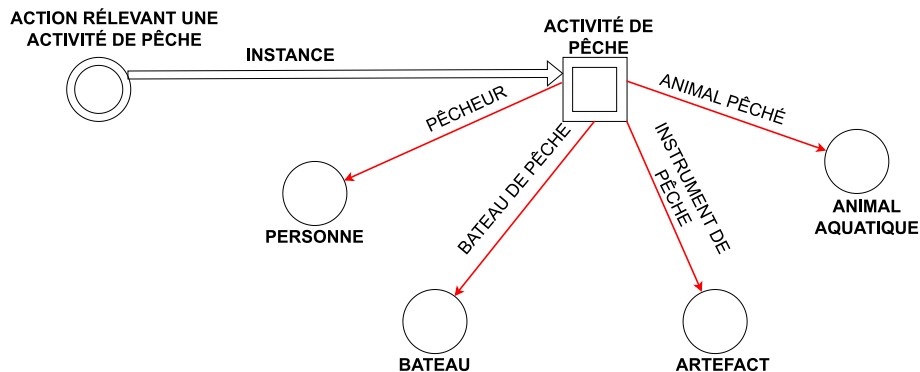 ACTION RÉLEVANT UNE
ACTIVITÉ DE PÊCHE
INSTANCE
ACTIVITÉ DE
PÊCHE
PÊCHEUR
BATEAU DE PÊCHE
INSTRUMENT DE
PÊCHE
ANIMAL PÊCHÉ
PERSONNE
ANIMAL
AQUATIQUE
BATEAU
ARTEFACT